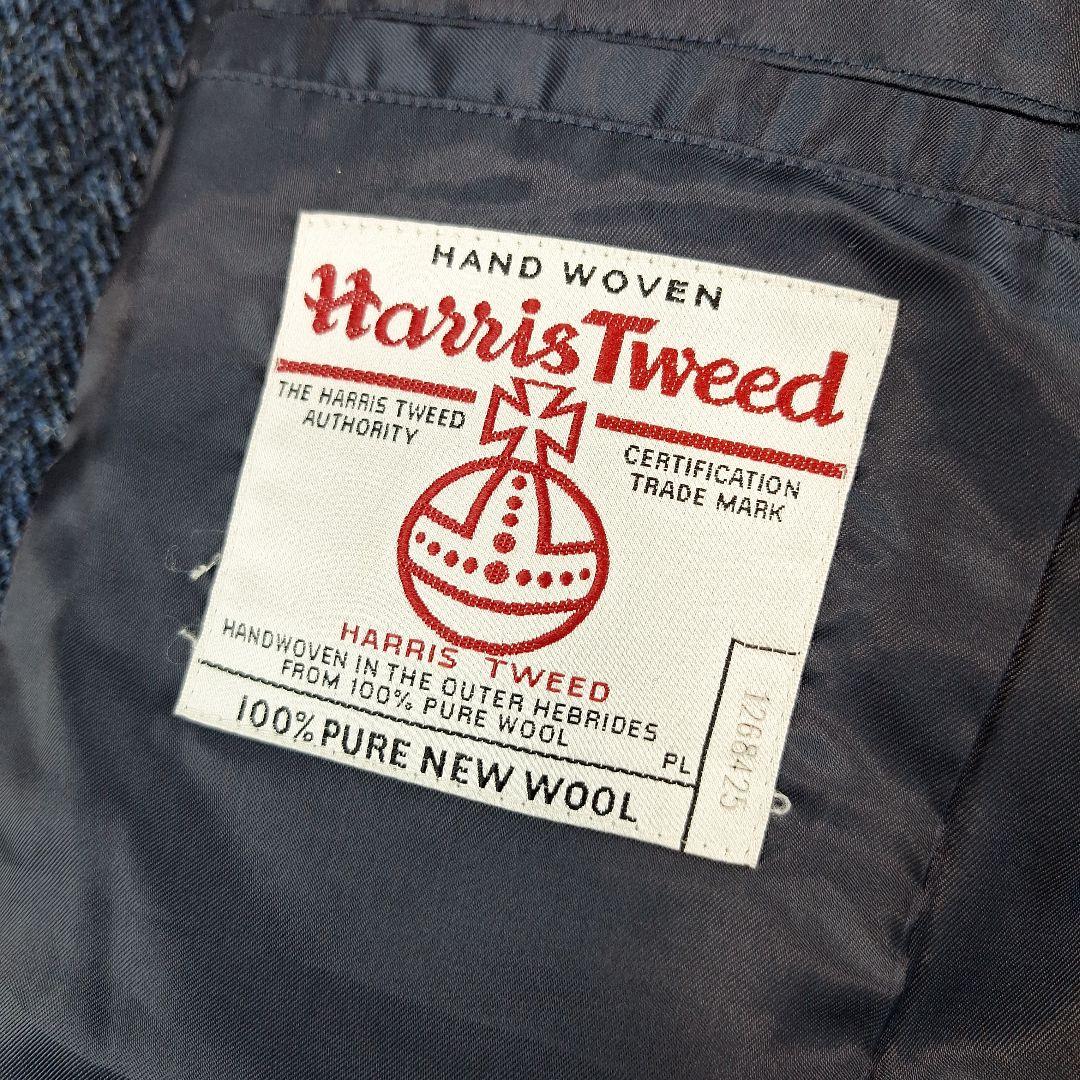 HAND WOVEN
Harris Tweed
THE HARRIS TWEED
AUTHORITY
CERTIFICATION
TRADE MARK
HARRIS TWEED
HANDWOVEN IN THE OUTER HEBRIDES
FROM 100% PURE WOOL
PL
100% PURE NEW WOOL
1268425